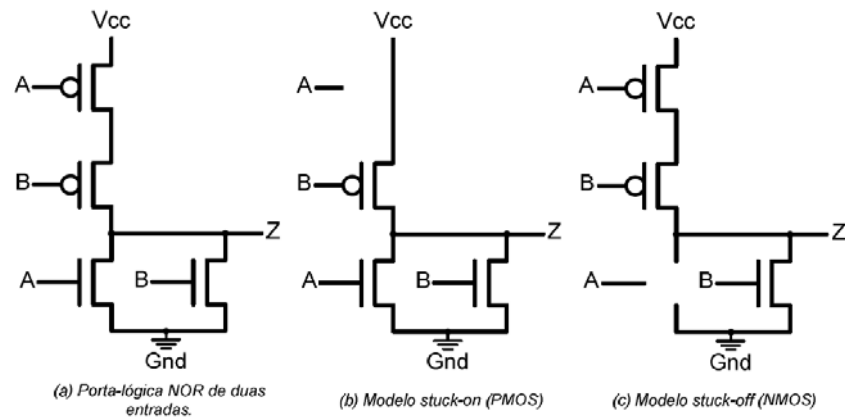 Vcc
A
B
Z
A
B
Gnd
(a) Porta-lógica NOR de duas
entradas.
Vcc
A
B
Z
A
B
Gnd
(b) Modelo stuck-on (PMOS)
Vcc
A
B
Z
A
B
Gnd
(c) Modelo stuck-off (NMOS)